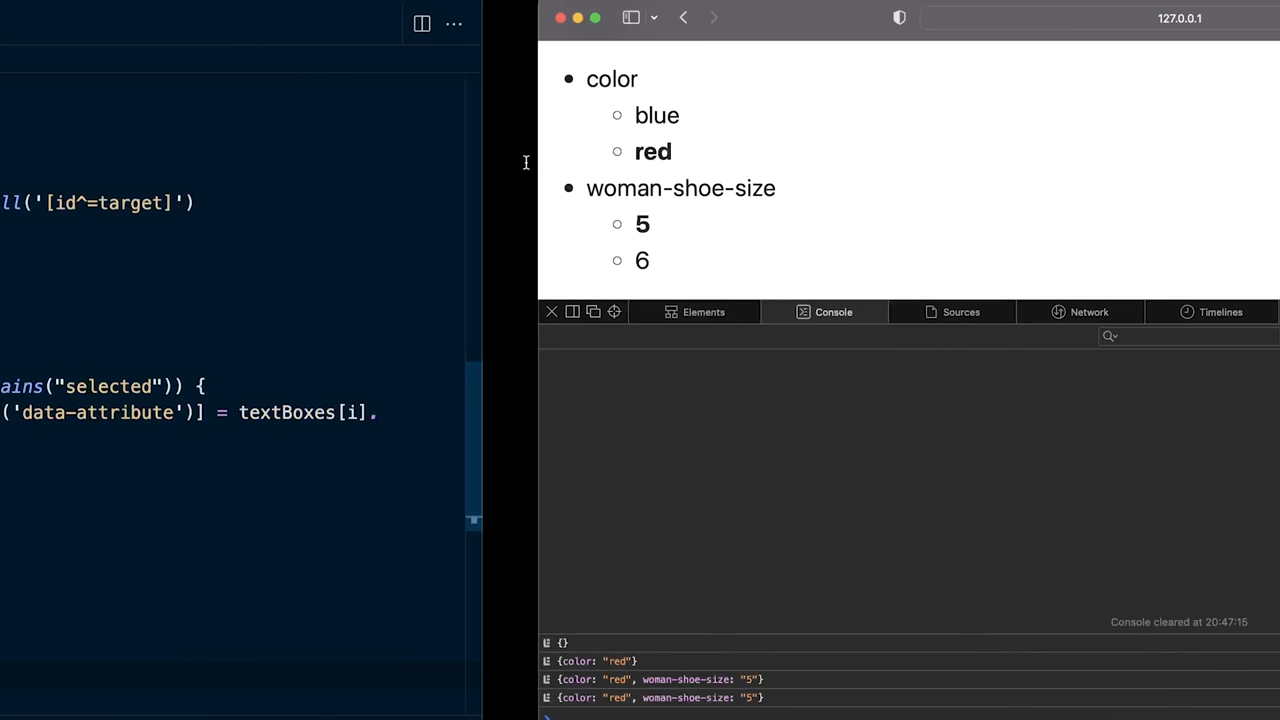 ll('[id^=target]')
ains("selected")) {
('data-attribute')] = textBoxes[i].
127.0.0.1
color
blue
red
woman-shoe-size
5
6
Elements
Console
Sources
Network
Timelines
Console cleared at 20:47:15
{}
{color: "red"}
{color: "red", woman-shoe-size: "5"}
{color: "red", woman-shoe-size: "5"}